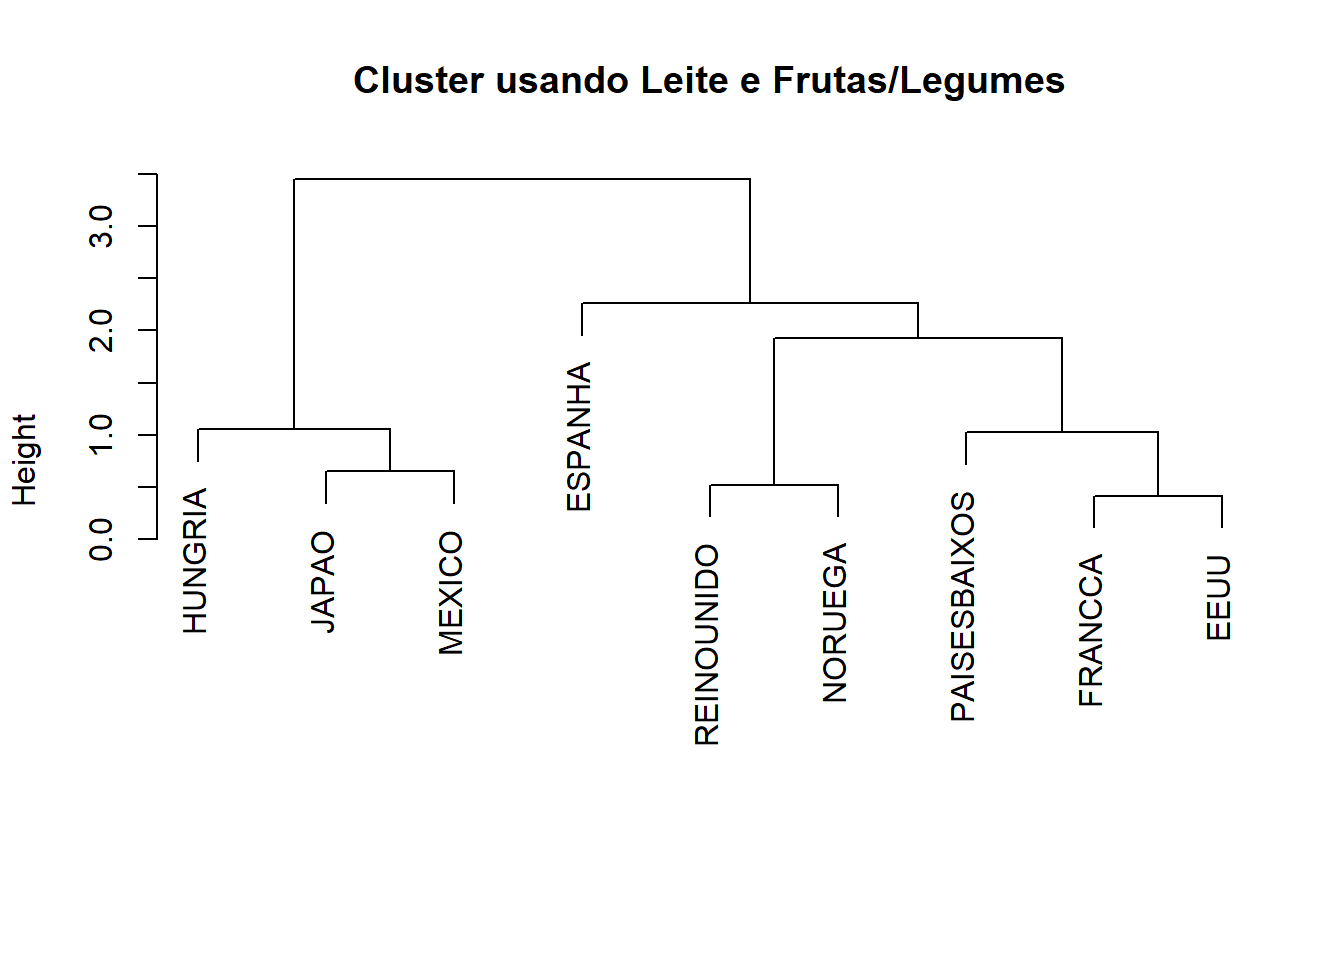 Cluster usando Leite e Frutas/Legumes
Height
3.0
2.0
1.0
0.0
HUNGRIA
JAPAO
MEXICO
ESPANHA
REINOUNIDO
NORUEGA
PAISESBAIXOS
FRANCCA
EEUU